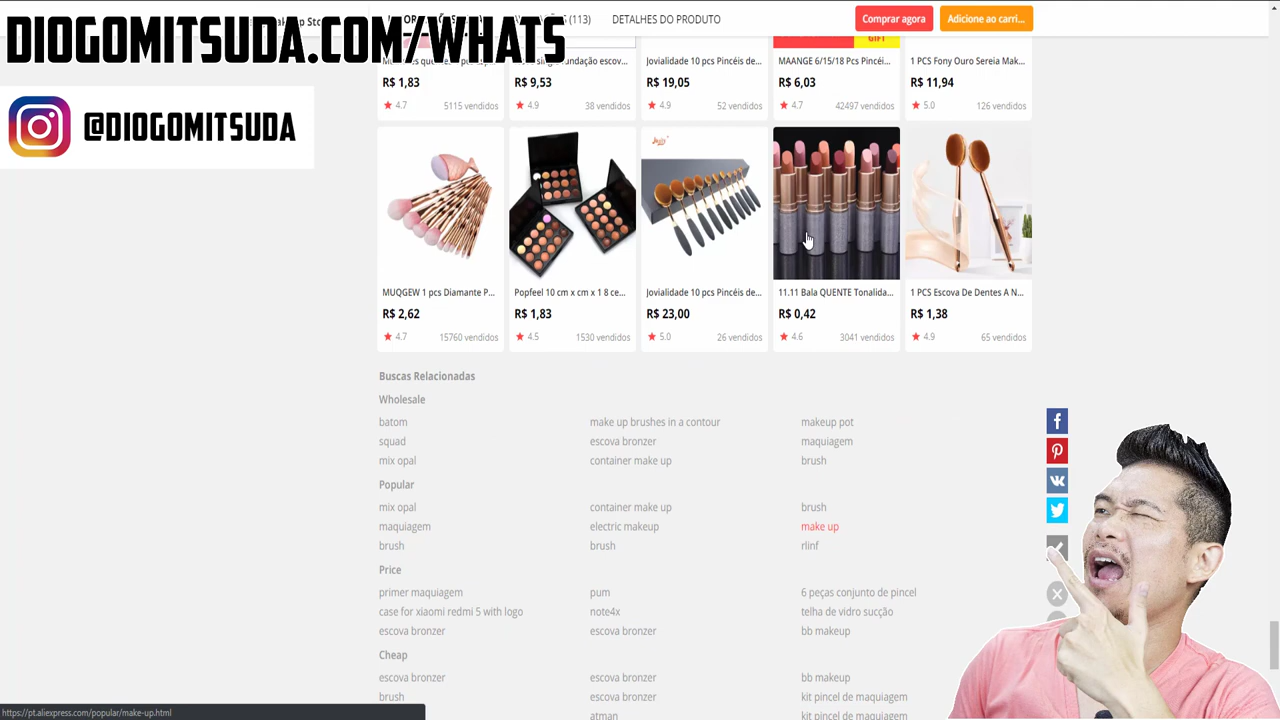 DIOGOMITSUDA.COM/WHATS
@DIOGOMITSUDA
(113)
DETALHES DO PRODUTO
Comprar agora
Adicione ao carri...
GIFT
Jovialidade 10 pcs Pincéis de...
MAANGE 6/15/18 Pcs Pincéi...
1 PCS Fony Ouro Sereia Mak...
R$ 1,83
R$ 9,53
R$ 19,05
R$ 6,03
R$ 11,94
4.7
5115 vendidos
4.9
38 vendidos
4.9
52 vendidos
4.7
42497 vendidos
5.0
126 vendidos
MUQGEW 1 pcs Diamante P...
Popfeel 10 cm x cm x 1 8 ce...
Jovialidade 10 pcs Pincéis de...
11.11 Bala QUENTE Tonalida...
1 PCS Escova De Dentes A N...
R$ 2,62
R$ 1,83
R$ 23,00
R$ 0,42
R$ 1,38
4.7
15760 vendidos
4.5
1530 vendidos
5.0
26 vendidos
4.6
3041 vendidos
4.9
65 vendidos
Buscas Relacionadas
Wholesale
batom
make up brushes in a contour
makeup pot
squad
escova bronzer
maquiagem
mix opal
container make up
brush
Popular
mix opal
container make up
brush
maquiagem
electric makeup
make up
brush
brush
rlinf
Price
primer maquiagem
pum
6 peças conjunto de pincel
case for xiaomi redmi 5 with logo
note4x
telha de vidro sucção
escova bronzer
escova bronzer
bb makeup
Cheap
escova bronzer
escova bronzer
bb makeup
brush
escova bronzer
kit pincel de maquiagem
atman
kit pincel de maquiagem
https://pt.aliexpress.com/popular/make-up.html